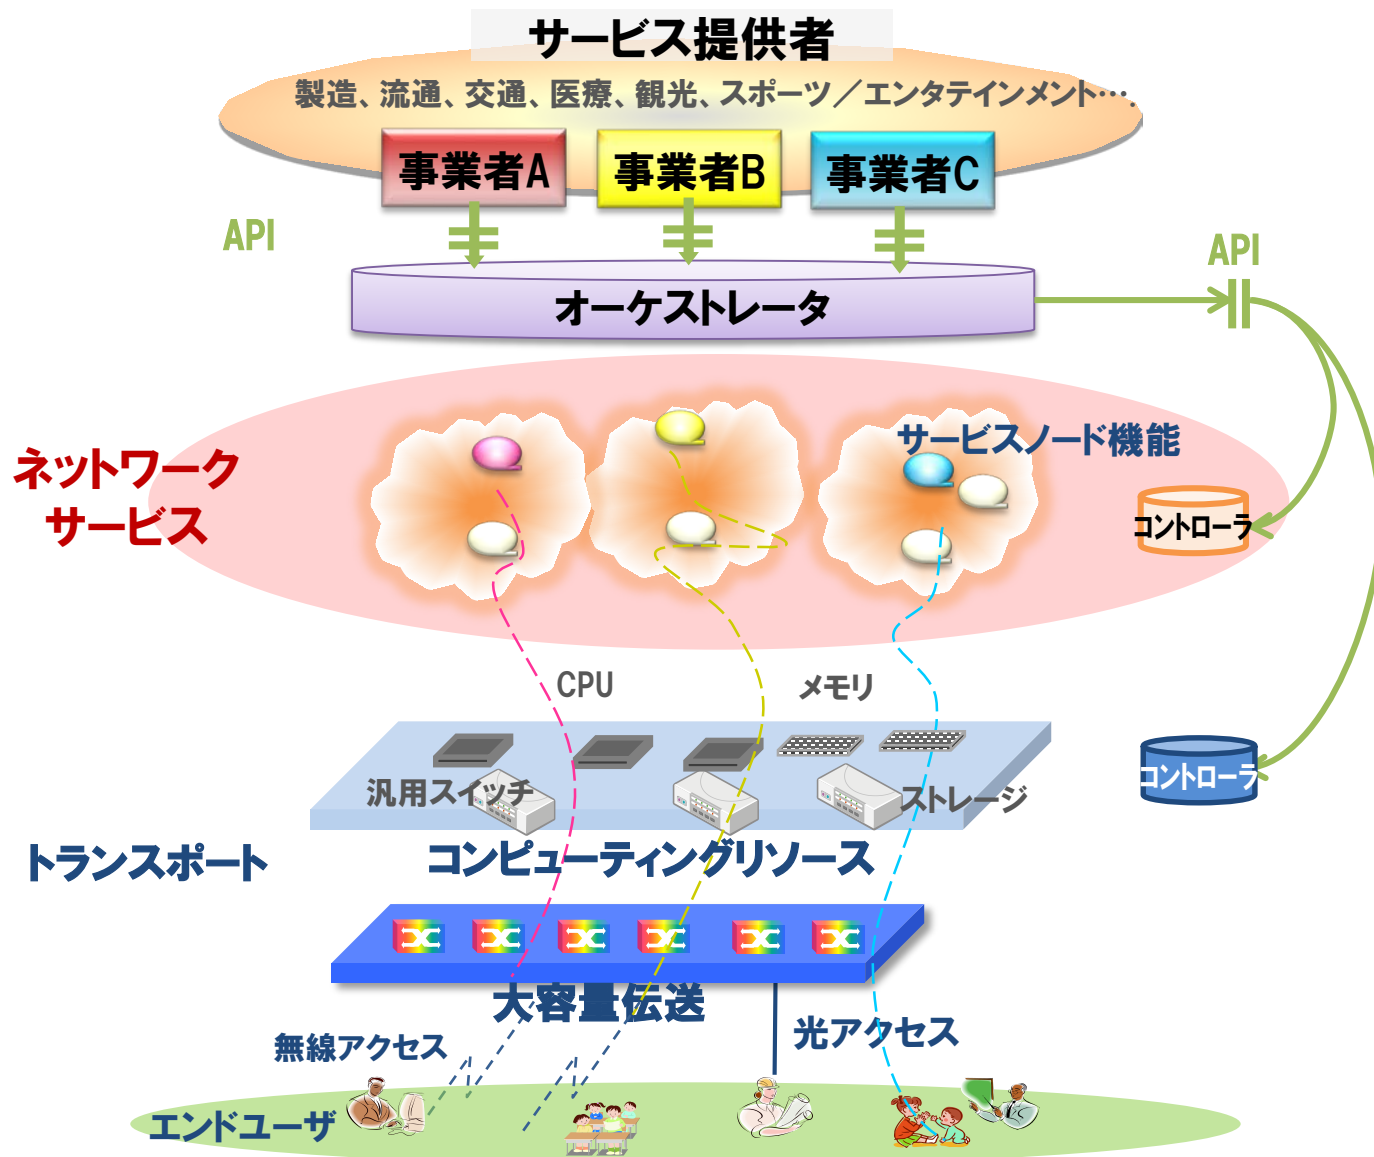 サービス提供者
製造、流通、交通、医療、観光、スポーツ／エンタテインメント…．
事業者A
事業者B
事業者C
API
API
オーケストレータ
ネットワーク
サービス
サービスノード機能
コントローラ
CPU
メモリ
コントローラ
汎用スイッチ
ストレージ
トランスポート
コンピューティングリソース
大容量伝送
無線アクセス
光アクセス
エンドユーザ